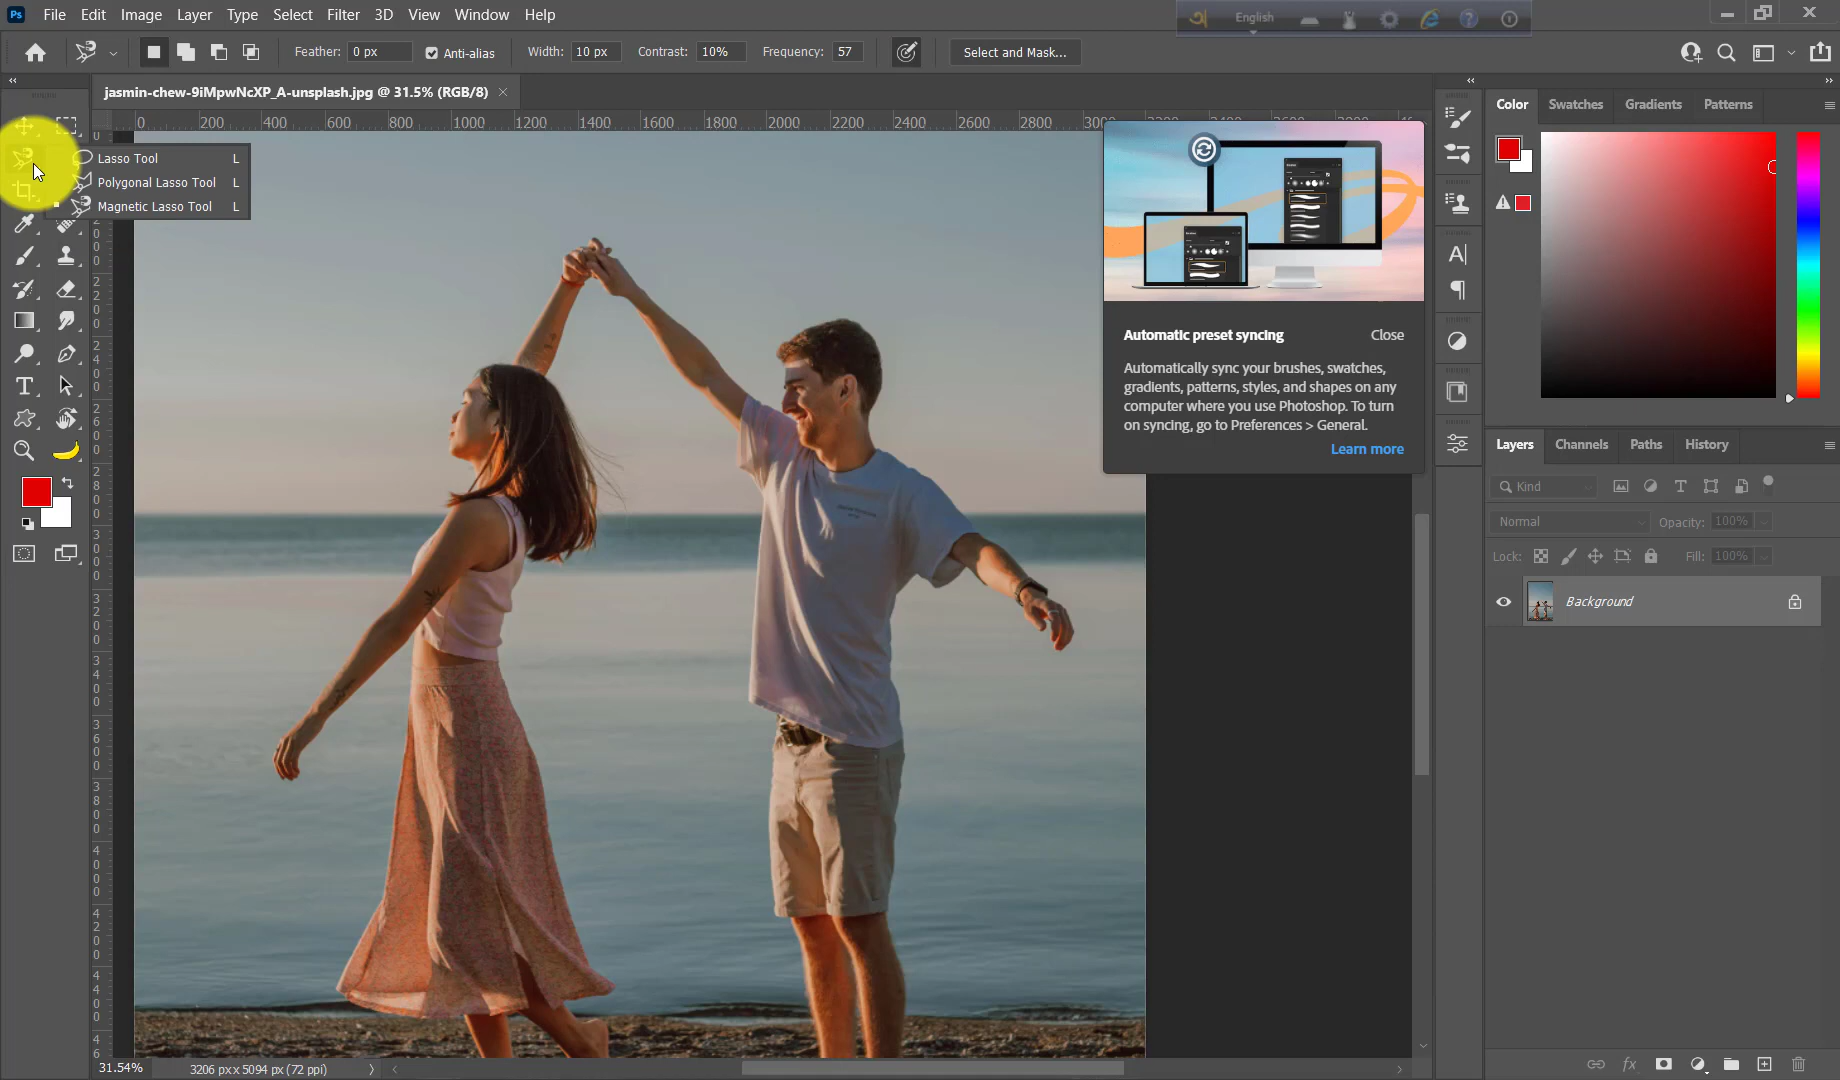 Ps File Edit Image Layer Type Select Filter 3D View Window Help
English
Feather: 0 px Anti-alias Width: 10 px Contrast: 10% Frequency: 57 Select and Mask...
jasmin-chew-9iMpwNcXP_A-unsplash.jpg @ 31.5% (RGB/8)
0 200 400 600 800 1000 1200 1400 1600 1800 2000 2200 2400 2600 2800 3000
Lasso Tool L
Polygonal Lasso Tool L
Magnetic Lasso Tool L
Automatic preset syncing Close
Automatically sync your brushes, swatches,
gradients, patterns, styles, and shapes on any
computer where you use Photoshop. To turn
on syncing, go to Preferences > General.
Learn more
Color Swatches Gradients Patterns
Layers Channels Paths History
Kind
Normal Opacity: 100%
Lock: Fill: 100%
Background
31.54% 3206 px x 5094 px (72 ppi)